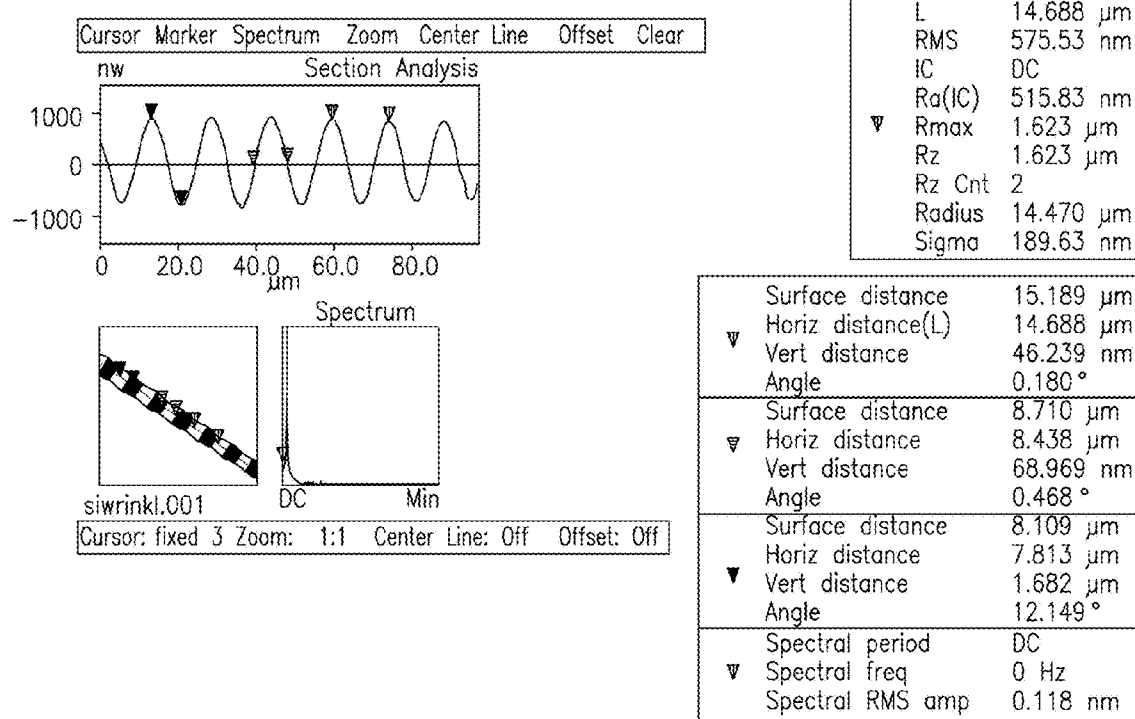 Cursor Marker Spectrum Zoom Center Line Offset Clear
nw Section Analysis
1000
0
−1000
0 20.0 40.0 60.0 80.0
µm
Spectrum
DC Min
siwrinkl.001
Cursor: fixed 3 Zoom: 1:1 Center Line: Off Offset: Off
L 14.688 µm
RMS 575.53 nm
IC DC
Ra(IC) 515.83 nm
Rmax 1.623 µm
Rz 1.623 µm
Rz Cnt 2
Radius 14.470 µm
Sigma 189.63 nm
Surface distance 15.189 µm
Horiz distance(L) 14.688 µm
Vert distance 46.239 nm
Angle 0.180°
Surface distance 8.710 µm
Horiz distance 8.438 µm
Vert distance 68.969 nm
Angle 0.468°
Surface distance 8.109 µm
Horiz distance 7.813 µm
Vert distance 1.682 µm
Angle 12.149°
Spectral period DC
Spectral freq 0 Hz
Spectral RMS amp 0.118 nm